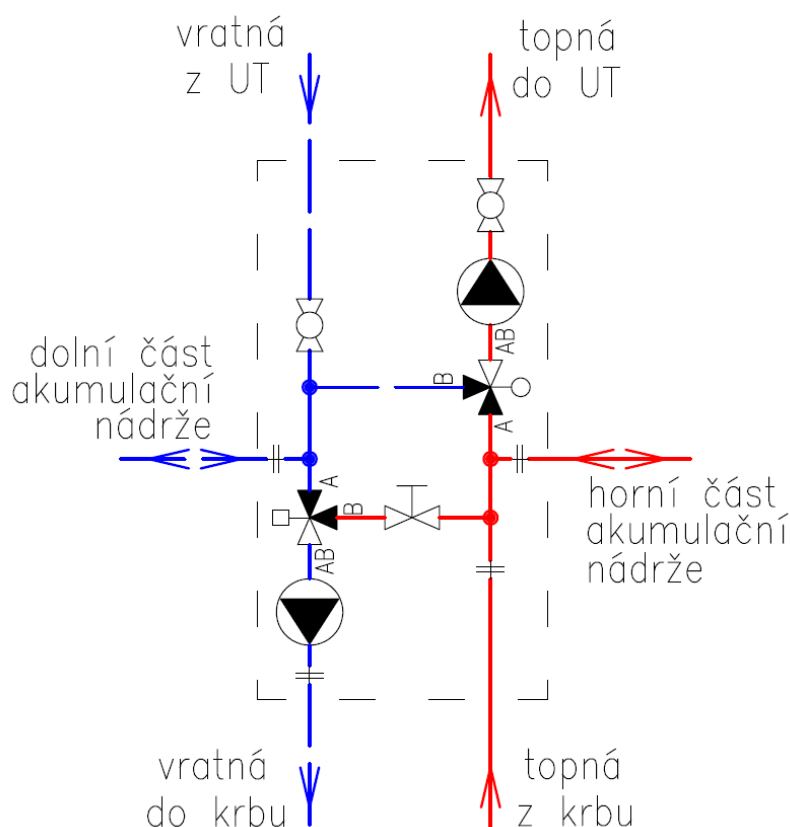 vratná
z UT
topná
do UT
AB
B
A
dolní část
akumulační
nádrže
horní část
akumulační
nádrže
A
B
AB
vratná
do krbu
topná
z krbu